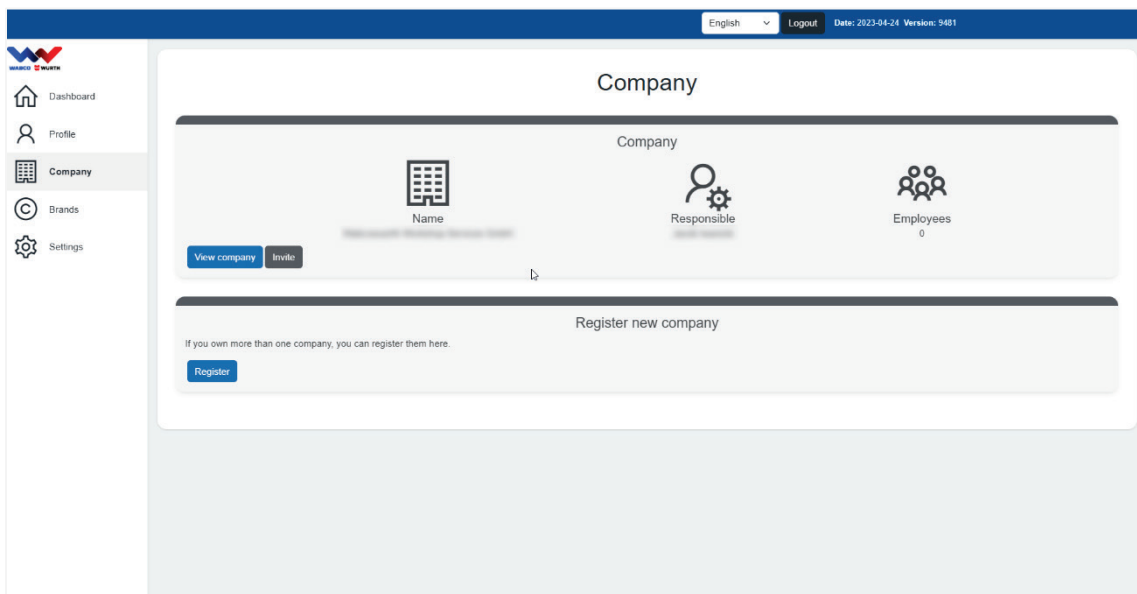 English
Logout
Date: 2023-04-24 Version: 9481
WABCO WURTH
Dashboard
Profile
Company
Brands
Settings
Company
Company
Name
Responsible
Employees
0
View company
Invite
Register new company
If you own more than one company, you can register them here.
Register